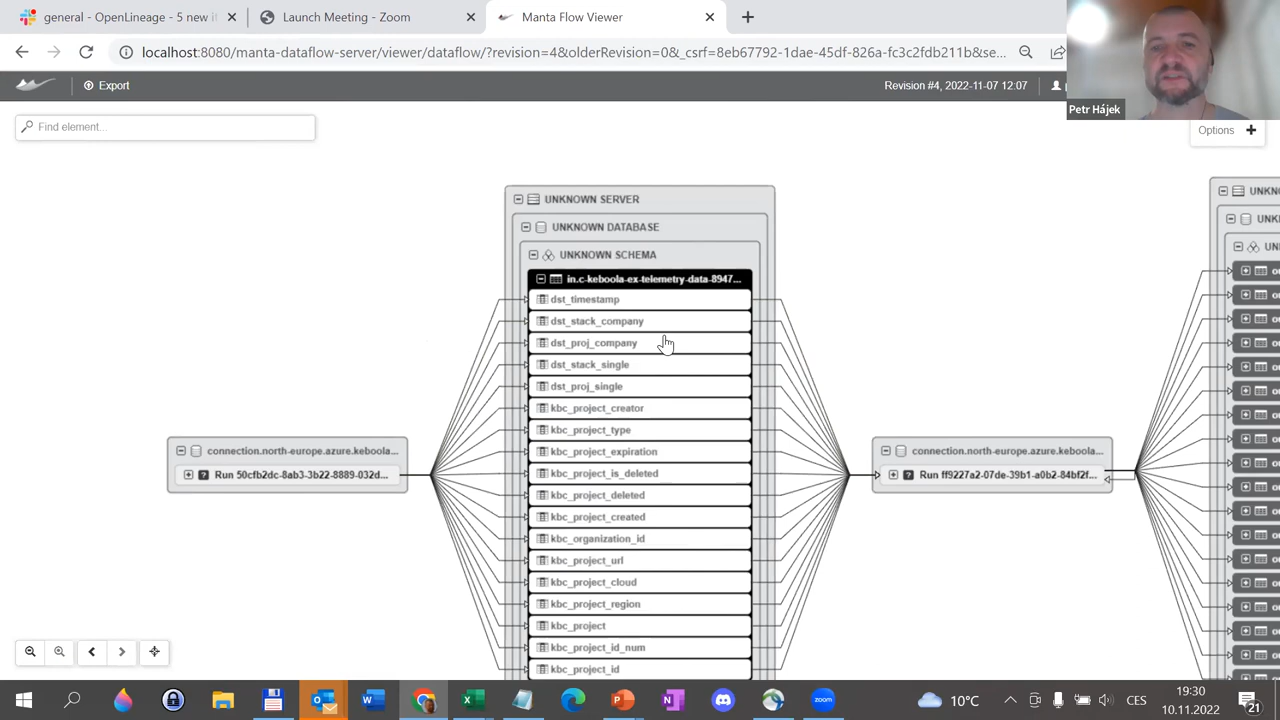 general - OpenLineage - 5 new it
Launch Meeting - Zoom
Manta Flow Viewer
localhost:8080/manta-dataflow-server/viewer/dataflow/?revision=4&olderRevision=0&_csrf=8eb67792-1dae-45df-826a-fc3c2fdb211b&se...
Export
Revision #4, 2022-11-07 12:07
Petr Hájek
Find element...
Options
UNKNOWN SERVER
UNKNOWN DATABASE
UNKNOWN SCHEMA
in.c-keboola-ex-telemetry-data-8947...
dst_timestamp
dst_stack_company
dst_proj_company
dst_stack_single
dst_proj_single
kbc_project_creator
kbc_project_type
kbc_project_expiration
kbc_project_is_deleted
kbc_project_deleted
kbc_project_created
kbc_organization_id
kbc_project_url
kbc_project_cloud
kbc_project_region
kbc_project
kbc_project_id_num
kbc_project_id
connection.north-europe.azure.keboola...
Run 50cfb2dc-8ab3-3b22-8889-032d...
connection.north-europe.azure.keboola...
Run ff9227a2-07de-39b1-a0b2-84bf2f...
UNKNO
UNK
UN
10°C
CES
19:30
10.11.2022
21